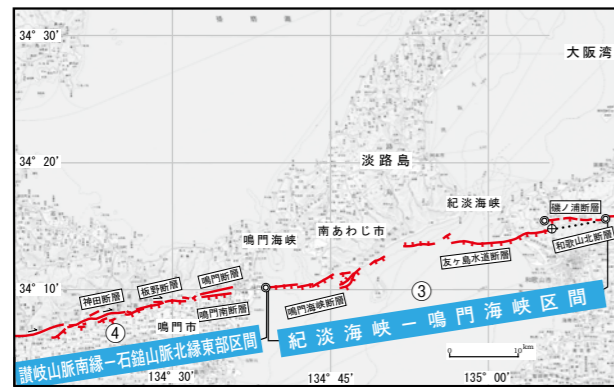 34° 30'
大阪湾
34° 20'
淡路島
紀淡海峡
磯ノ浦断層
南あわじ市
鳴門海峡
和歌山北断層
友ヶ島水道断層
34° 10'
鳴門断層
板野断層
神田断層
鳴門海峡断層
③
鳴門南断層
④
鳴門市
紀淡海峡－鳴門海峡区間
讃岐山脈南縁－石鎚山脈北縁東部区間
0 10km
134° 30'
134° 45'
135° 00'